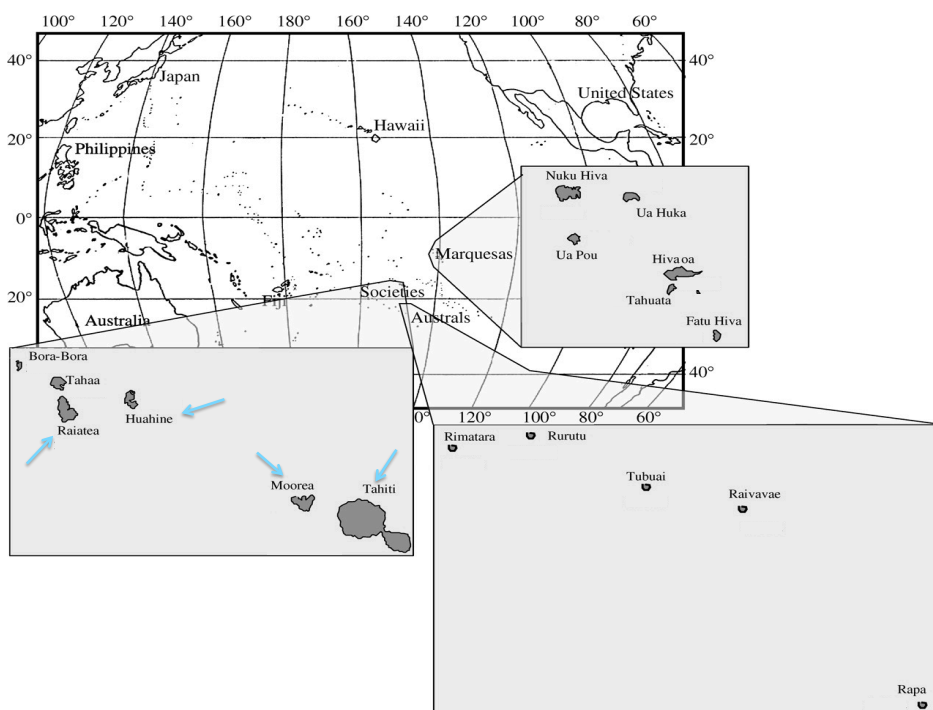 100° 120° 140° 160° 180° 160° 140° 120° 100° 80° 60°
40° 40°
Japan
United States
Hawaii
20° 20°
Philippines
Nuku Hiva
Ua Huka
0°
Marquesas
Ua Pou
Hivaoa
Societies
20°
Fiji
Tahuata
Australia
Australs
Fatu Hiva
Bora-Bora
40°
Tahaa
Huahine
0° 120° 100° 80° 60°
Raiatea
Rimatara
Rurutu
Tubuai
Moorea
Tahiti
Raivavae
Rapa